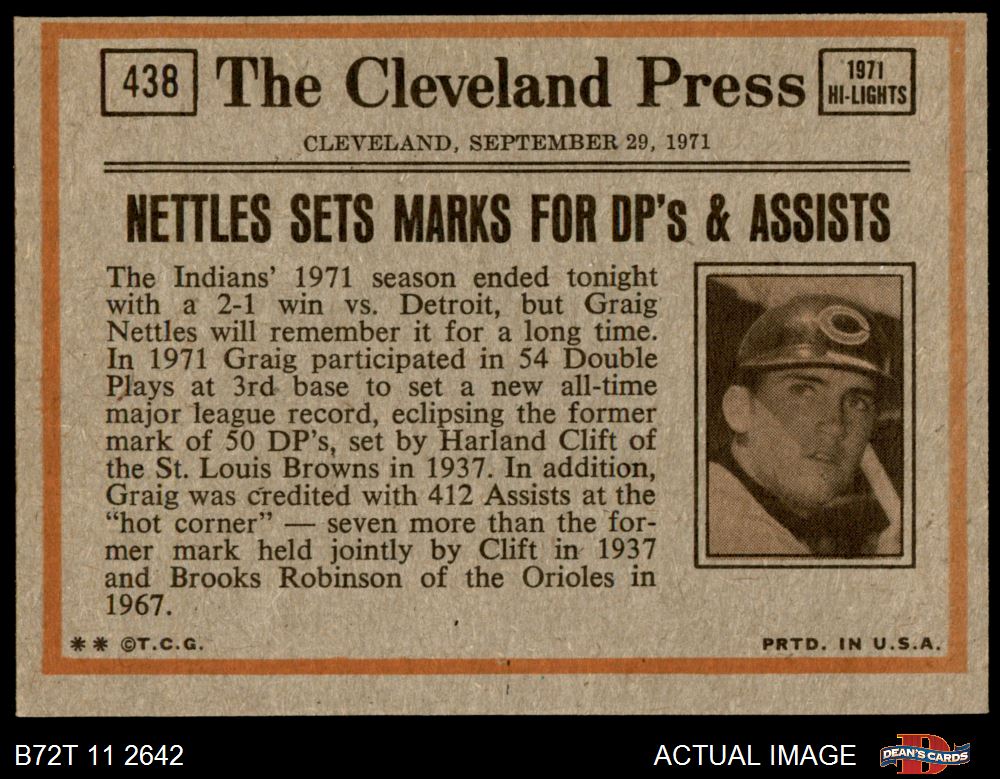 438
The Cleveland Press
1971
HI-LIGHTS
CLEVELAND, SEPTEMBER 29, 1971
NETTLES SETS MARKS FOR DP's & ASSISTS
The Indians' 1971 season ended tonight
with a 2-1 win vs. Detroit, but Graig
Nettles will remember it for a long time.
In 1971 Graig participated in 54 Double
Plays at 3rd base to set a new all-time
major league record, eclipsing the former
mark of 50 DP's, set by Harland Clift of
the St. Louis Browns in 1937. In addition,
Graig was credited with 412 Assists at the
"hot corner" — seven more than the for-
mer mark held jointly by Clift in 1937
and Brooks Robinson of the Orioles in
1967.
** ©T.C.G.
PRTD. IN U.S.A.
B72T 11 2642
ACTUAL IMAGE
D
DEAN'S CARDS